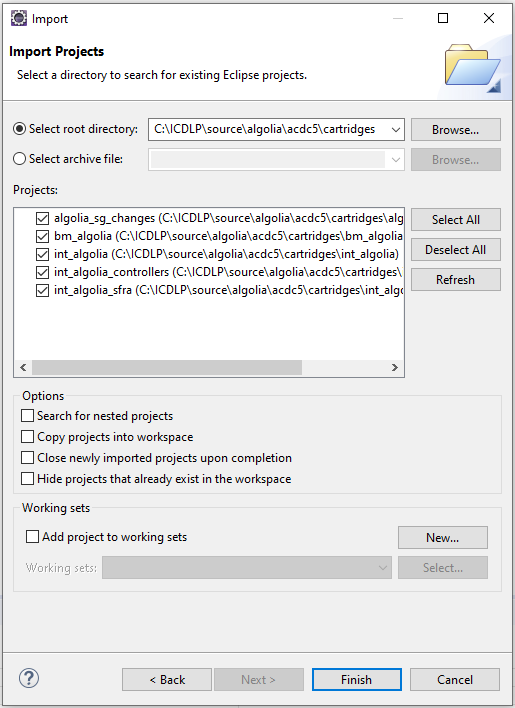 Import
Import Projects
Select a directory to search for existing Eclipse projects.
Select root directory: C:\ICDLP\source\algolia\acdc5\cartridges Browse...
Select archive file: Browse...
Projects:
algolia_sg_changes (C:\ICDLP\source\algolia\acdc5\cartridges\alg
bm_algolia (C:\ICDLP\source\algolia\acdc5\cartridges\bm_algolia
int_algolia (C:\ICDLP\source\algolia\acdc5\cartridges\int_algolia)
int_algolia_controllers (C:\ICDLP\source\algolia\acdc5\cartridges\
int_algolia_sfra (C:\ICDLP\source\algolia\acdc5\cartridges\int_algo
Select All
Deselect All
Refresh
Options
Search for nested projects
Copy projects into workspace
Close newly imported projects upon completion
Hide projects that already exist in the workspace
Working sets
Add project to working sets New...
Working sets: Select...
? < Back Next > Finish Cancel